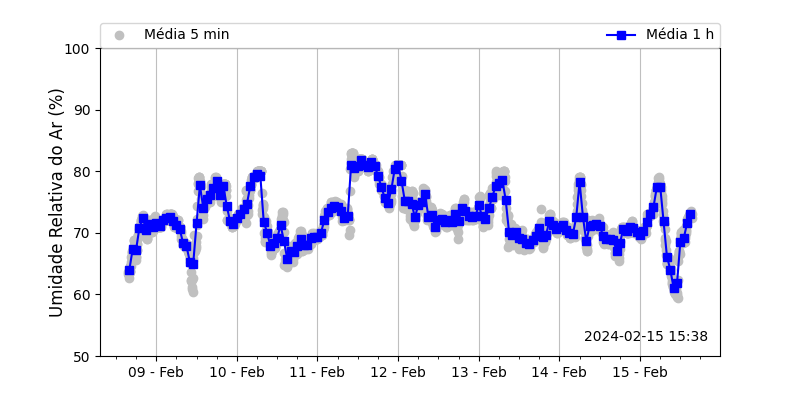 Média 5 min
Média 1 h
Umidade Relativa do Ar (%)
100
90
80
70
60
50
2024-02-15 15:38
09 - Feb
10 - Feb
11 - Feb
12 - Feb
13 - Feb
14 - Feb
15 - Feb